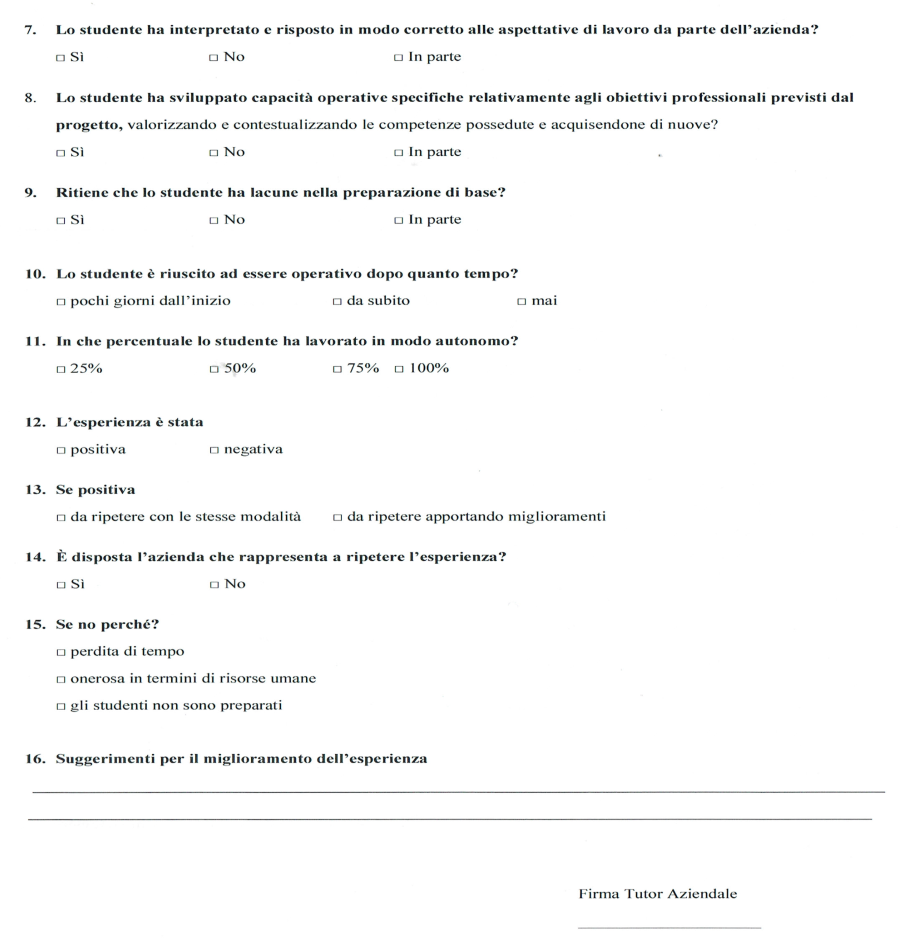 7. Lo studente ha interpretato e risposto in modo corretto alle aspettative di lavoro da parte dell'azienda?
□ Sì □ No □ In parte
8. Lo studente ha sviluppato capacità operative specifiche relativamente agli obiettivi professionali previsti dal
progetto, valorizzando e contestualizzando le competenze possedute e acquisendone di nuove?
□ Sì □ No □ In parte
9. Ritiene che lo studente ha lacune nella preparazione di base?
□ Sì □ No □ In parte
10. Lo studente è riuscito ad essere operativo dopo quanto tempo?
□ pochi giorni dall'inizio □ da subito □ mai
11. In che percentuale lo studente ha lavorato in modo autonomo?
□ 25% □ 50% □ 75% □ 100%
12. L'esperienza è stata
□ positiva □ negativa
13. Se positiva
□ da ripetere con le stesse modalità □ da ripetere apportando miglioramenti
14. È disposta l'azienda che rappresenta a ripetere l'esperienza?
□ Sì □ No
15. Se no perché?
□ perdita di tempo
□ onerosa in termini di risorse umane
□ gli studenti non sono preparati
16. Suggerimenti per il miglioramento dell'esperienza
Firma Tutor Aziendale